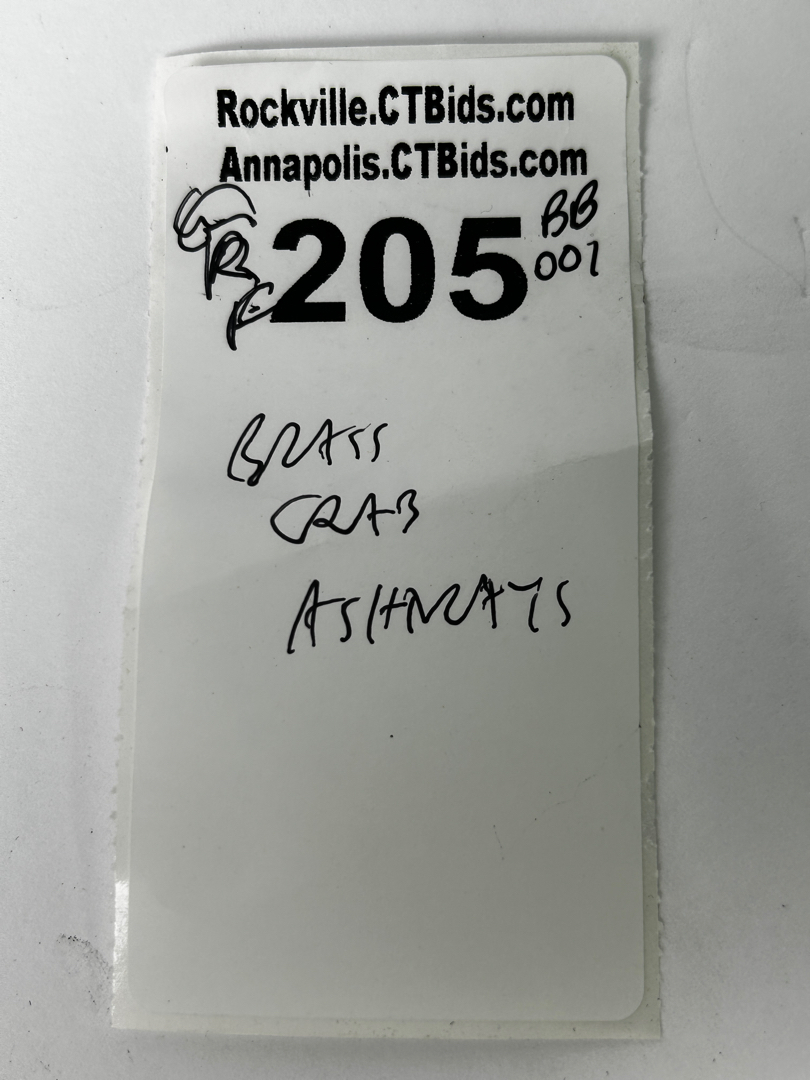 Rockville.CTBids.com
Annapolis.CTBids.com
205
BB
001
BRASS
CRAB
ASHTRAYS